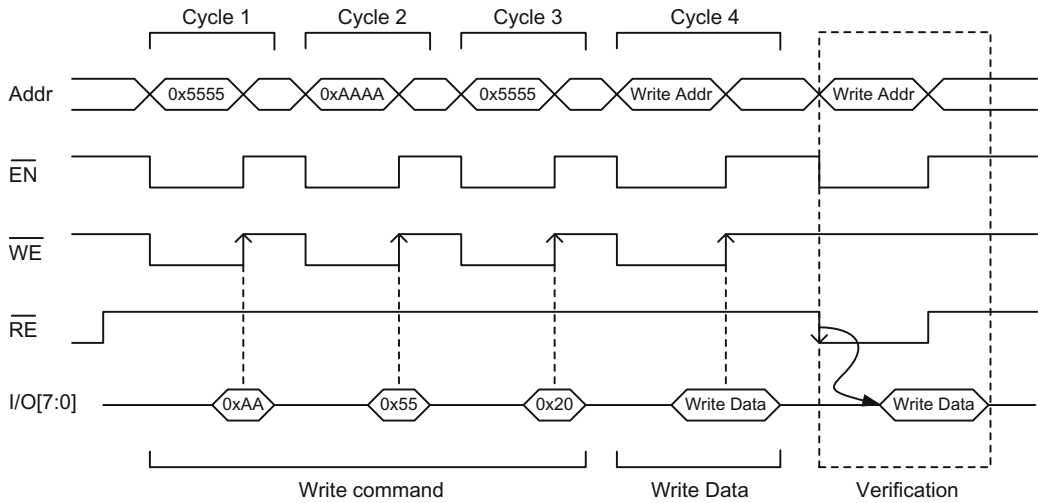 Cycle 1 Cycle 2 Cycle 3 Cycle 4
Addr 0x5555 0xAAAA 0x5555 Write Addr Write Addr
EN
WE
RE
I/O[7:0] 0xAA 0x55 0x20 Write Data Write Data
Write command Write Data Verification